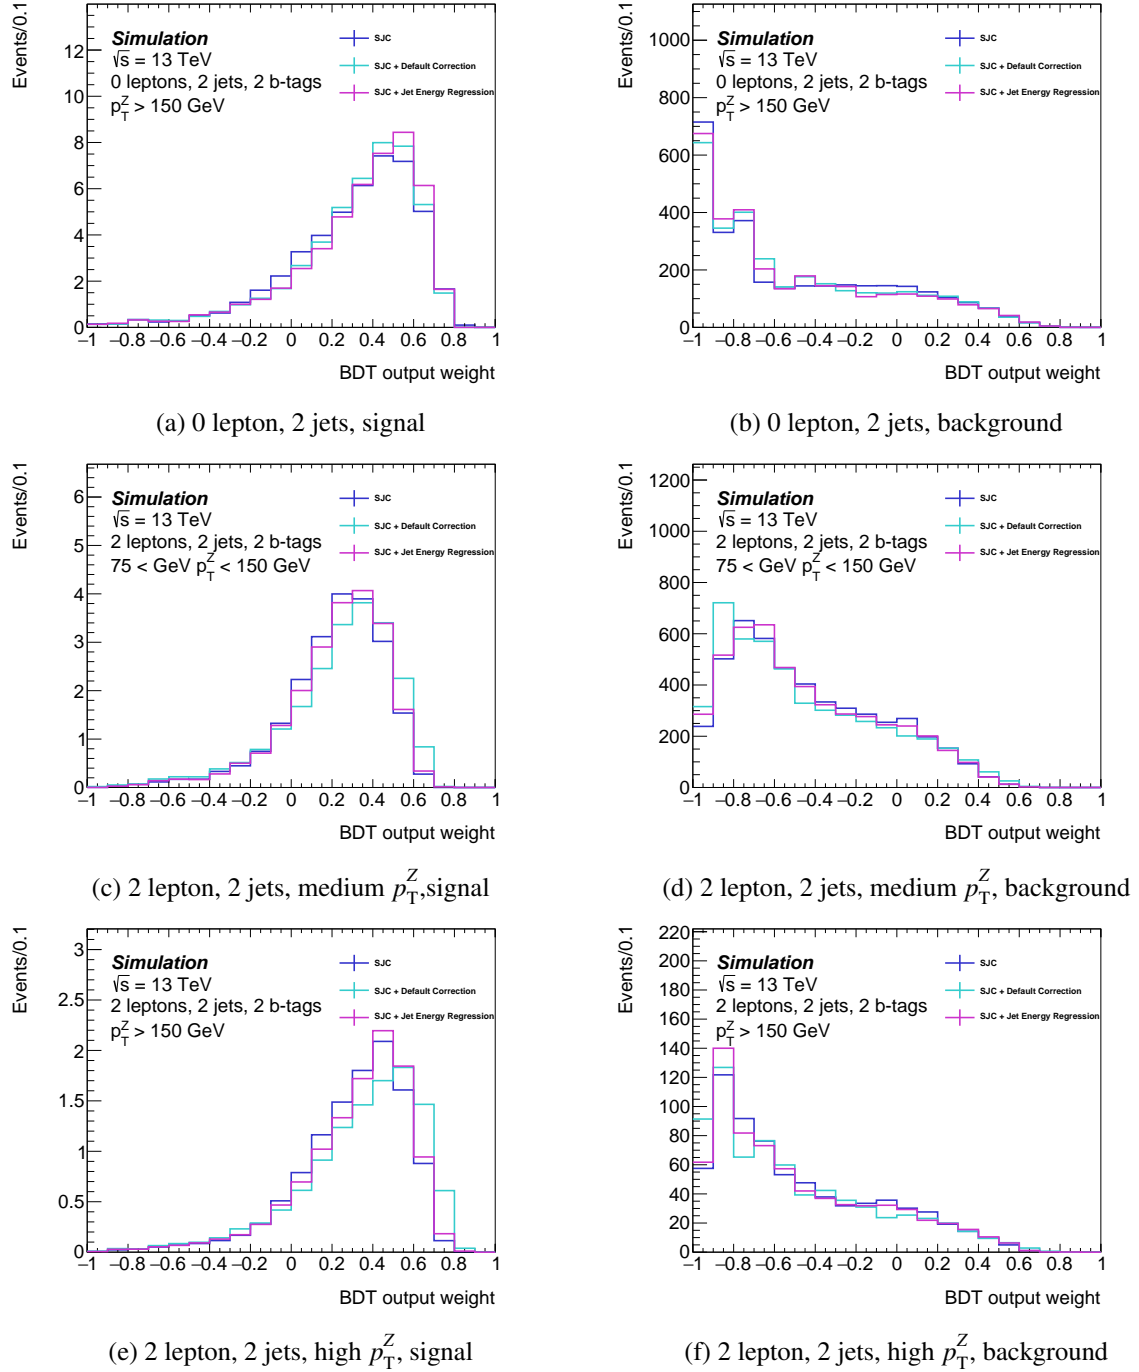 Events/0.1
14
12
10
8
6
4
2
0
Simulation
√s = 13 TeV
0 leptons, 2 jets, 2 b-tags
p_T^Z > 150 GeV
SJC
SJC + Default Correction
SJC + Jet Energy Regression
−1 −0.8 −0.6 −0.4 −0.2 0 0.2 0.4 0.6 0.8 1
BDT output weight
(a) 0 lepton, 2 jets, signal
Events/0.1
1000
800
600
400
200
0
Simulation
√s = 13 TeV
0 leptons, 2 jets, 2 b-tags
p_T^Z > 150 GeV
SJC
SJC + Default Correction
SJC + Jet Energy Regression
−1 −0.8 −0.6 −0.4 −0.2 0 0.2 0.4 0.6 0.8 1
BDT output weight
(b) 0 lepton, 2 jets, background
Events/0.1
6
5
4
3
2
1
0
Simulation
√s = 13 TeV
2 leptons, 2 jets, 2 b-tags
75 < GeV p_T^Z < 150 GeV
SJC
SJC + Default Correction
SJC + Jet Energy Regression
−1 −0.8 −0.6 −0.4 −0.2 0 0.2 0.4 0.6 0.8 1
BDT output weight
(c) 2 lepton, 2 jets, medium p_T^Z,signal
Events/0.1
1200
1000
800
600
400
200
0
Simulation
√s = 13 TeV
2 leptons, 2 jets, 2 b-tags
75 < GeV p_T^Z < 150 GeV
SJC
SJC + Default Correction
SJC + Jet Energy Regression
−1 −0.8 −0.6 −0.4 −0.2 0 0.2 0.4 0.6 0.8 1
BDT output weight
(d) 2 lepton, 2 jets, medium p_T^Z, background
Events/0.1
3
2.5
2
1.5
1
0.5
0
Simulation
√s = 13 TeV
2 leptons, 2 jets, 2 b-tags
p_T^Z > 150 GeV
SJC
SJC + Default Correction
SJC + Jet Energy Regression
−1 −0.8 −0.6 −0.4 −0.2 0 0.2 0.4 0.6 0.8 1
BDT output weight
(e) 2 lepton, 2 jets, high p_T^Z, signal
Events/0.1
220
200
180
160
140
120
100
80
60
40
20
0
Simulation
√s = 13 TeV
2 leptons, 2 jets, 2 b-tags
p_T^Z > 150 GeV
SJC
SJC + Default Correction
SJC + Jet Energy Regression
−1 −0.8 −0.6 −0.4 −0.2 0 0.2 0.4 0.6 0.8 1
BDT output weight
(f) 2 lepton, 2 jets, high p_T^Z, background